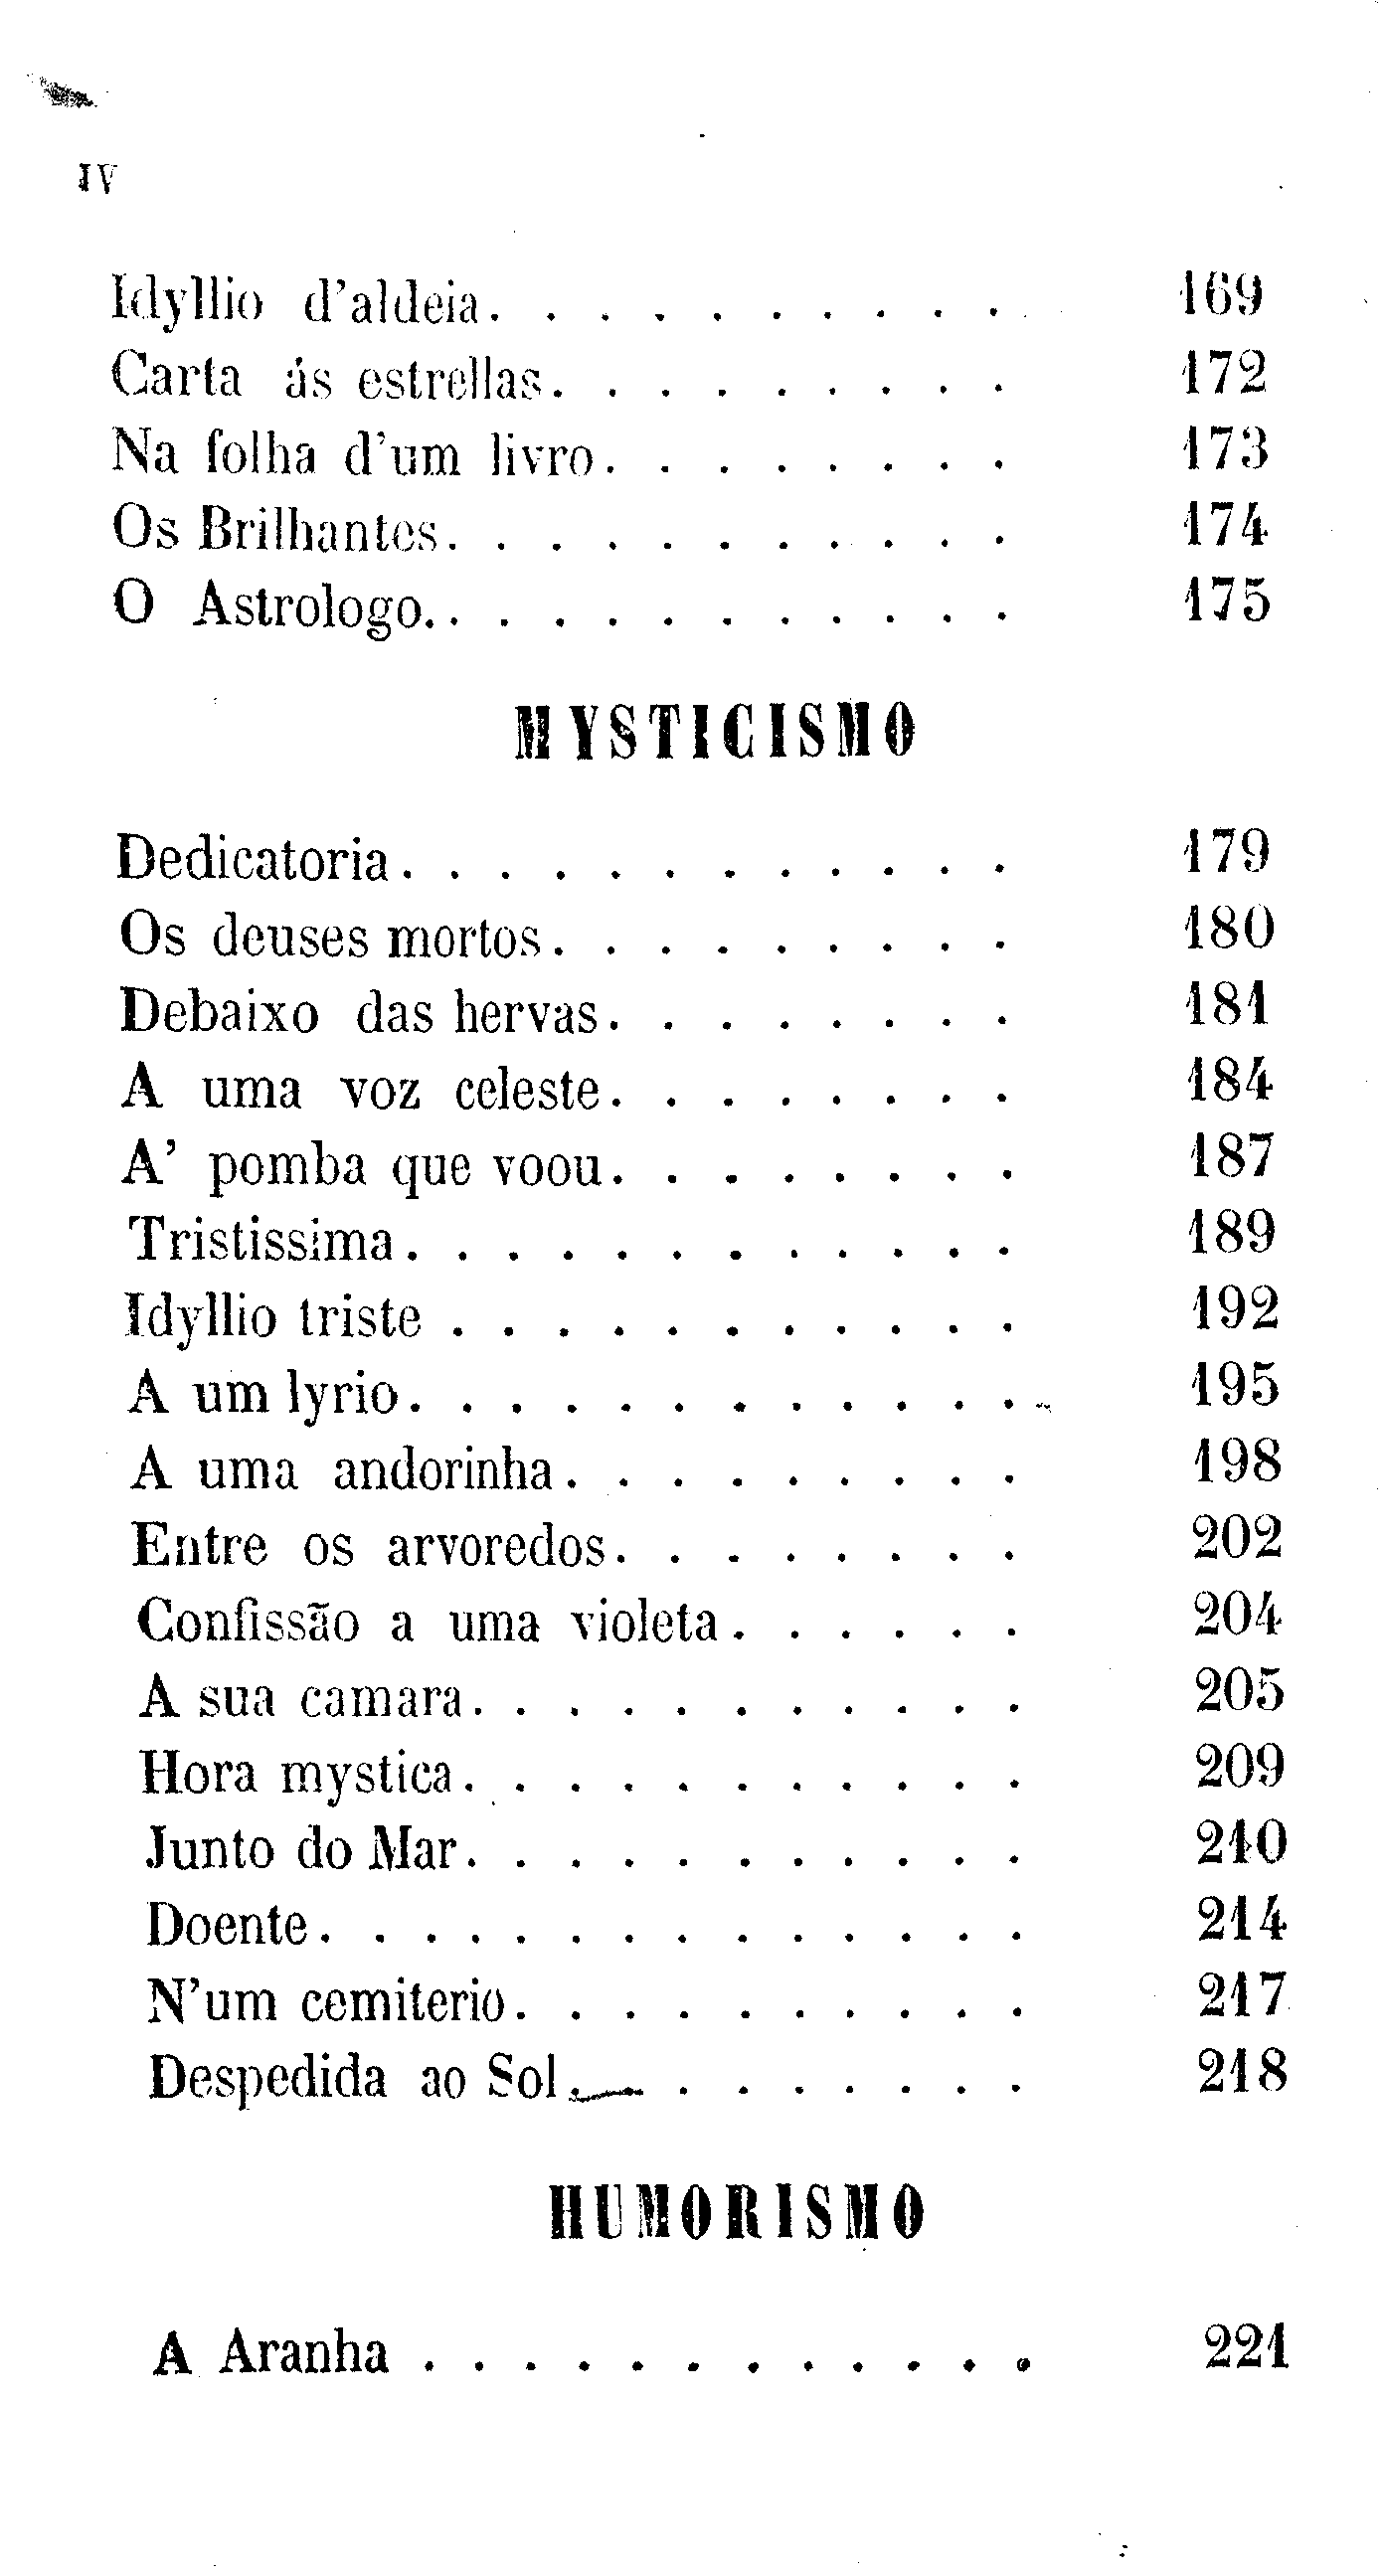 IV
Idyllio d'aldeia. . . . . . . . . . 169
Carta ás estrellas. . . . . . . . . 172
Na folha d'um livro. . . . . . . . 173
Os Brilhantes. . . . . . . . . . . 174
O Astrologo. . . . . . . . . . . . 175
MYSTICISMO
Dedicatoria. . . . . . . . . . . . 179
Os deuses mortos. . . . . . . . . 180
Debaixo das hervas. . . . . . . . 181
A uma voz celeste. . . . . . . . 184
A' pomba que voou. . . . . . . . 187
Tristissima. . . . . . . . . . . . 189
Idyllio triste . . . . . . . . . . . 192
A um lyrio. . . . . . . . . . . . 195
A uma andorinha. . . . . . . . . 198
Entre os arvoredos. . . . . . . . 202
Confissão a uma violeta. . . . . . 204
A sua camara. . . . . . . . . . . 205
Hora mystica. . . . . . . . . . . 209
Junto do Mar. . . . . . . . . . . 210
Doente. . . . . . . . . . . . . . 214
N'um cemiterio. . . . . . . . . . 217
Despedida ao Sol. . . . . . . . 218
HUMORISMO
A Aranha . . . . . . . . . . . . 221